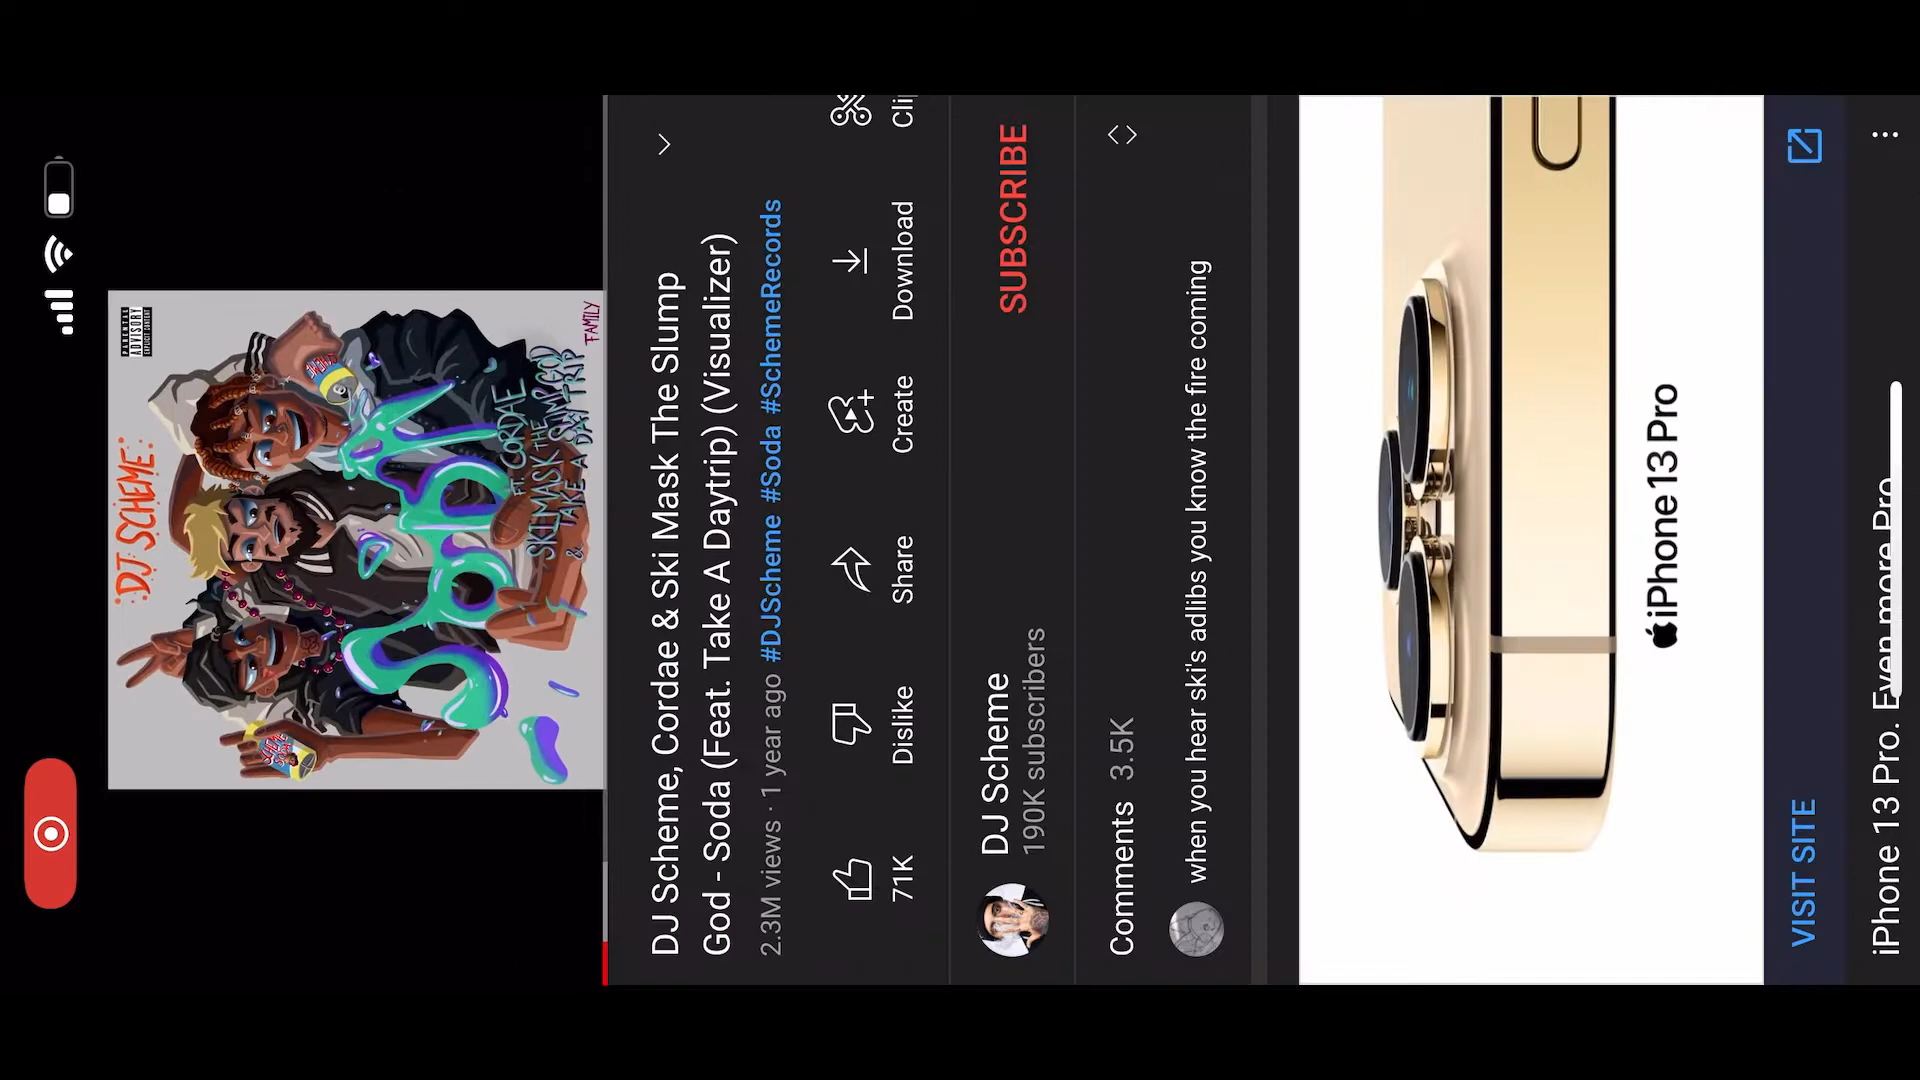 DJ SCHEME
PARENTAL
ADVISORY
EXPLICIT CONTENT
SODA
FT. CORDAE
SKI MASK THE SLUMP GOD
& TAKE A DAY TRIP
FAMILY
DJ Scheme, Cordae & Ski Mask The Slump
God - Soda (Feat. Take A Daytrip) (Visualizer)
2.3M views · 1 year ago #DJScheme #Soda #SchemeRecords
71K
Dislike
Share
Create
Download
Cli
DJ Scheme
190K subscribers
SUBSCRIBE
Comments 3.5K
when you hear ski's adlibs you know the fire coming
iPhone 13 Pro
VISIT SITE
iPhone 13 Pro. Even more Pro.